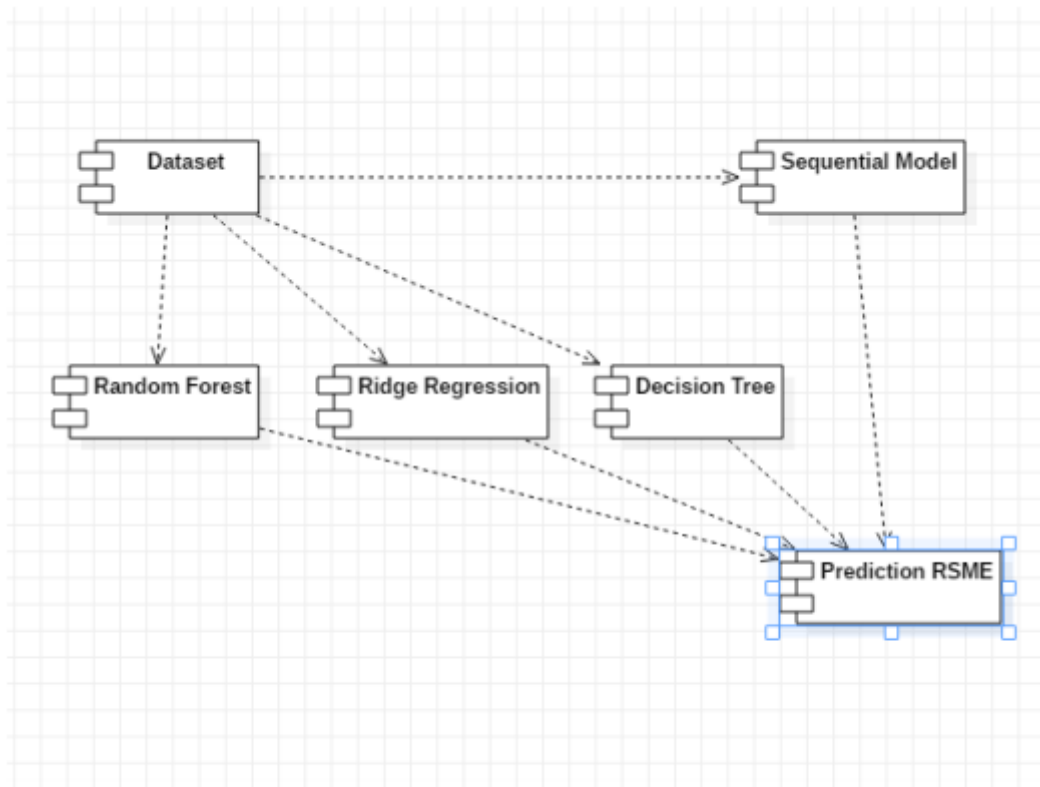 Dataset
Sequential Model
Random Forest
Ridge Regression
Decision Tree
Prediction RSME